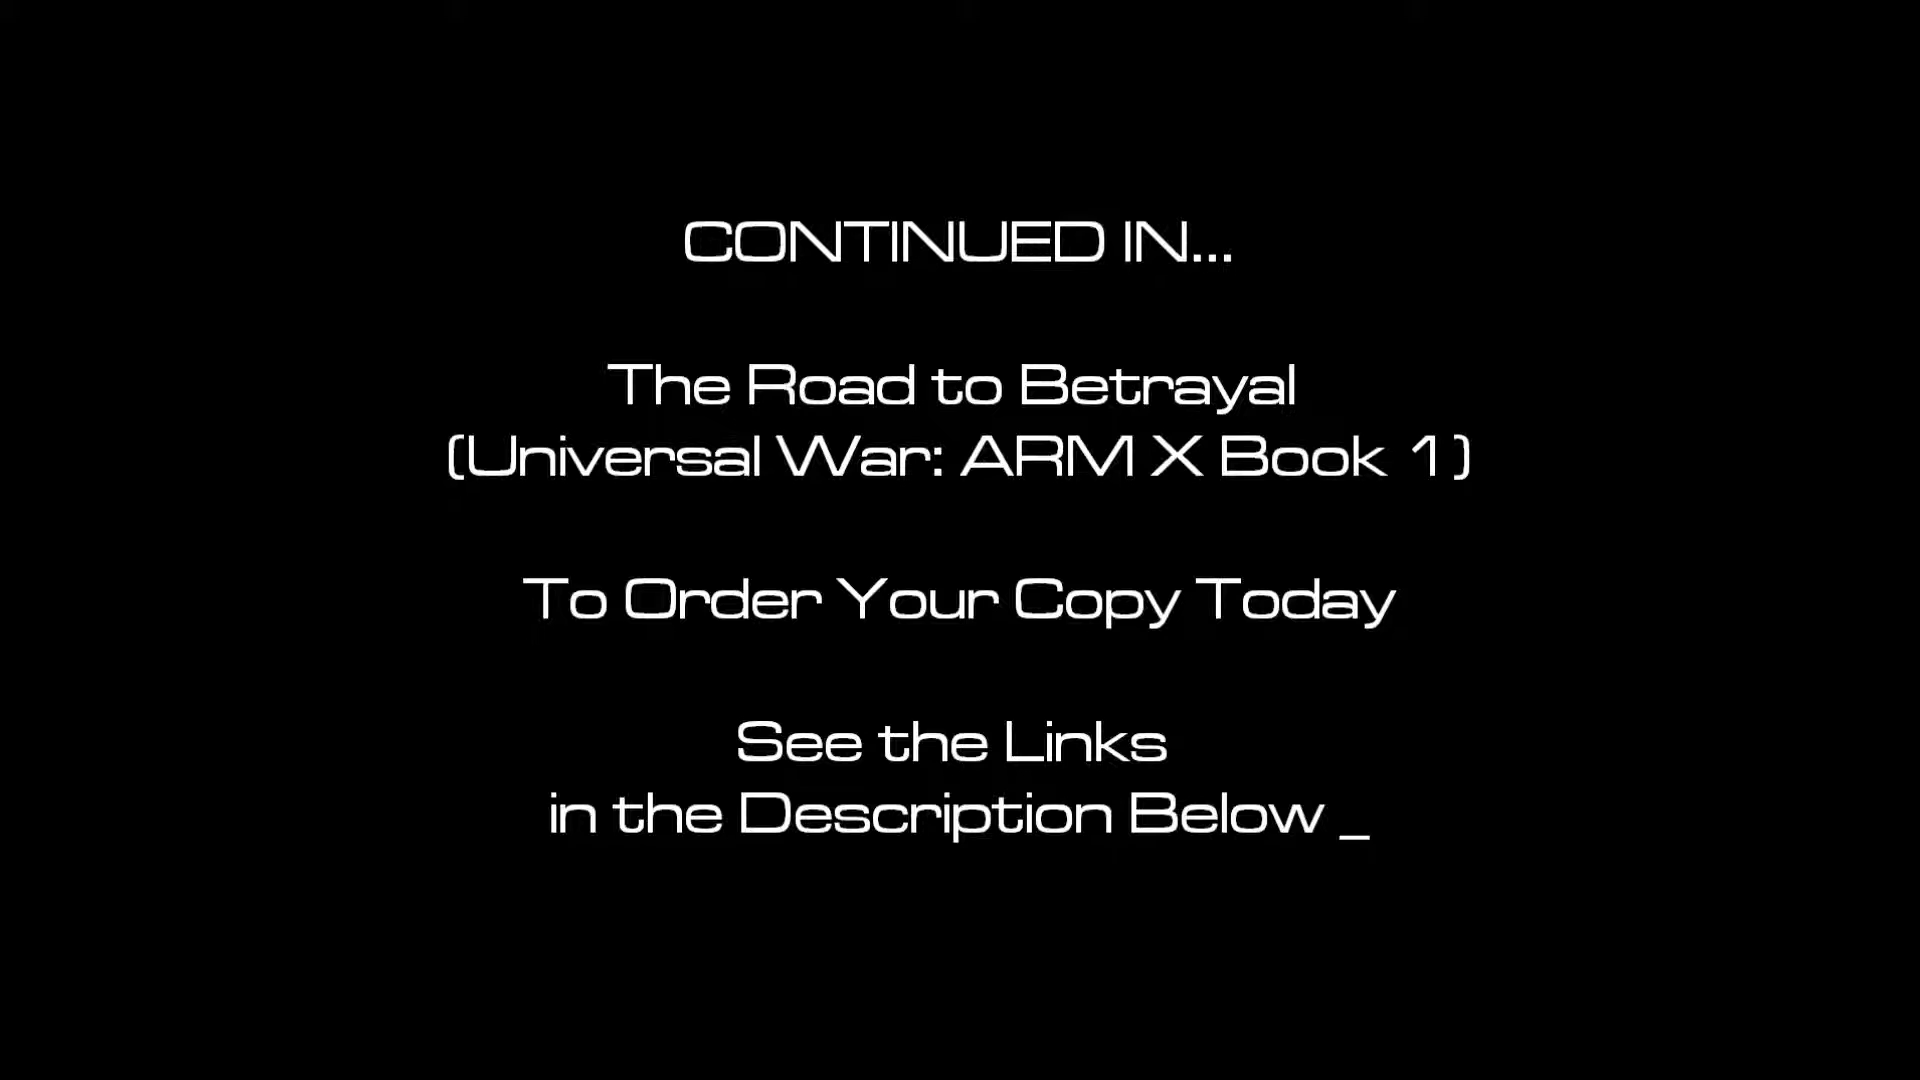 CONTINUED IN...
The Road to Betrayal
(Universal War: ARM X Book 1)
To Order Your Copy Today
See the Links
in the Description Below _